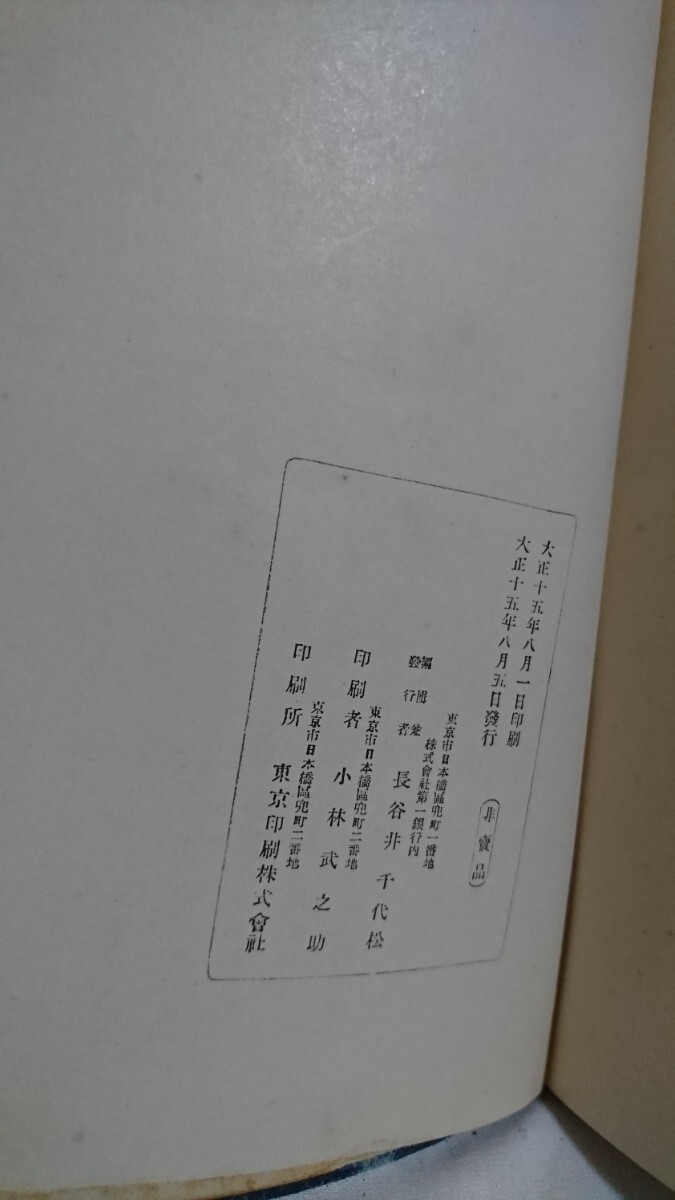 大正十五年八月一日印刷
大正十五年八月五日發行
(非賣品)
東京市日本橋區兜町一番地
株式會社第一銀行內
編輯兼
發行者 長谷井千代松
東京市日本橋區兜町二番地
印刷者 小林武之助
東京市日本橋區兜町二番地
印刷所 東京印刷株式會社